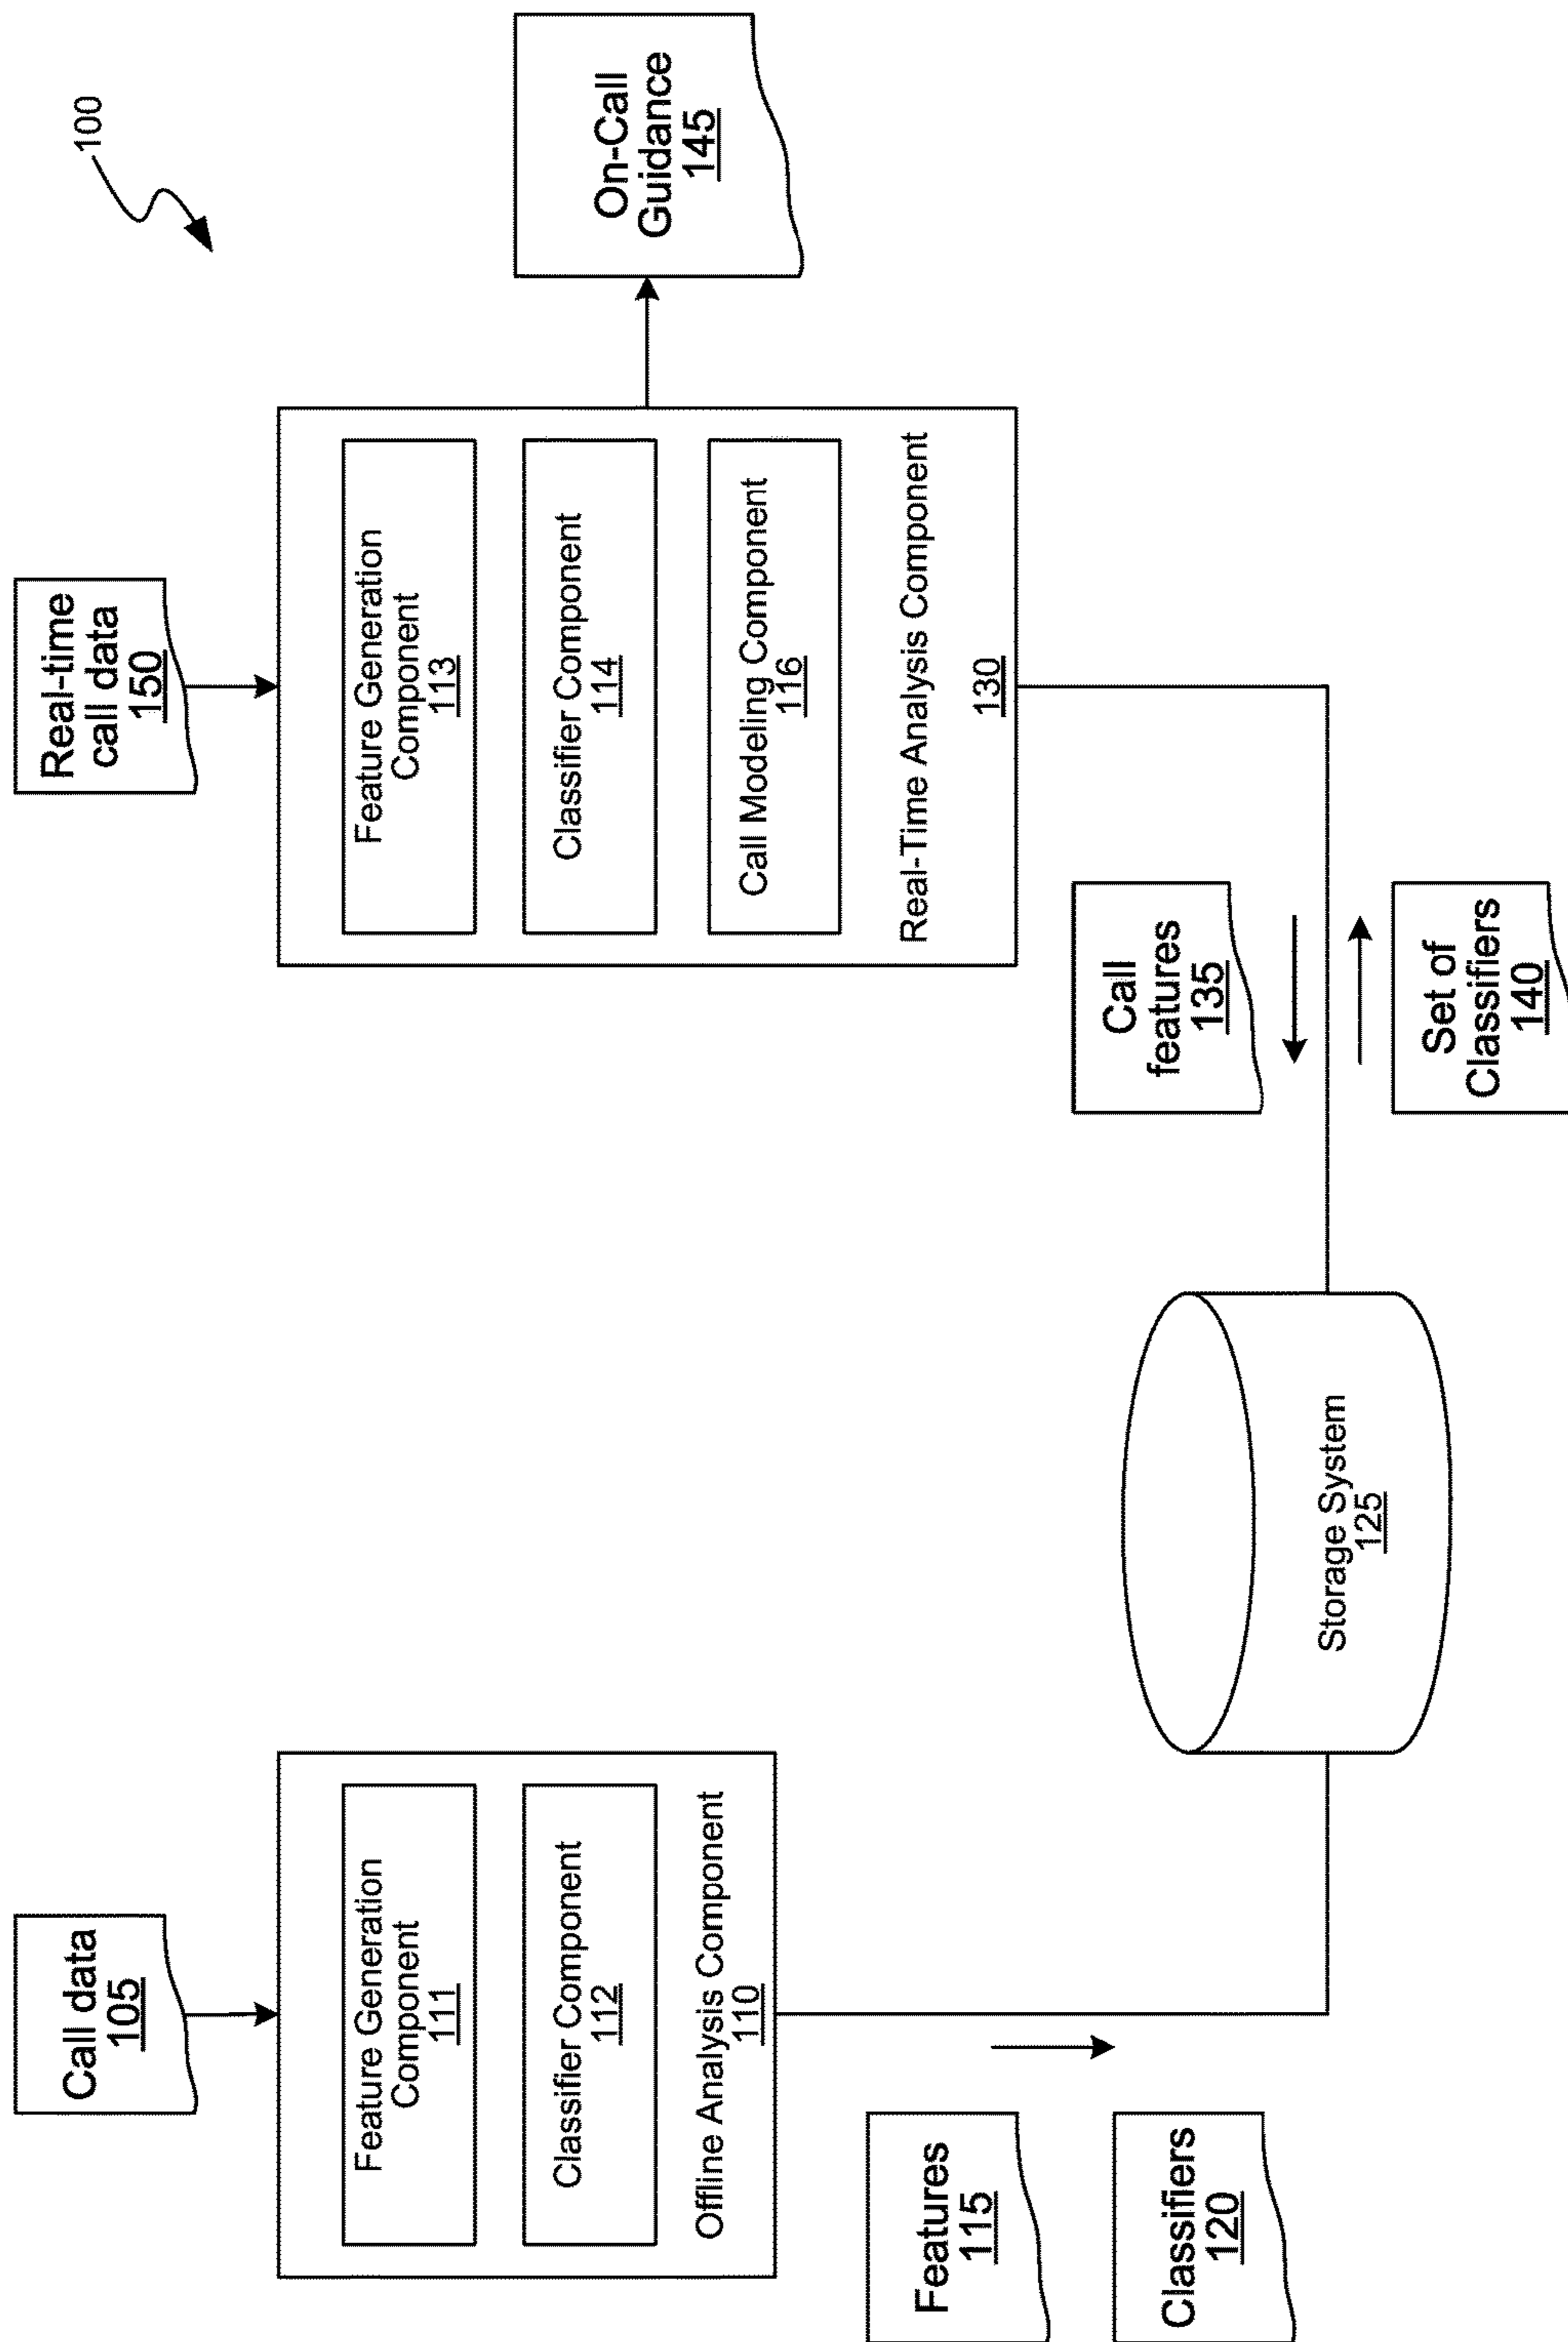 100
Call data
105
Feature Generation
Component
111
Classifier Component
112
Offline Analysis Component
110
Features
115
Classifiers
120
Storage System
125
Real-time
call data
150
Feature Generation
Component
113
Classifier Component
114
Call Modeling Component
116
Real-Time Analysis Component
130
Call
features
135
Set of
Classifiers
140
On-Call
Guidance
145